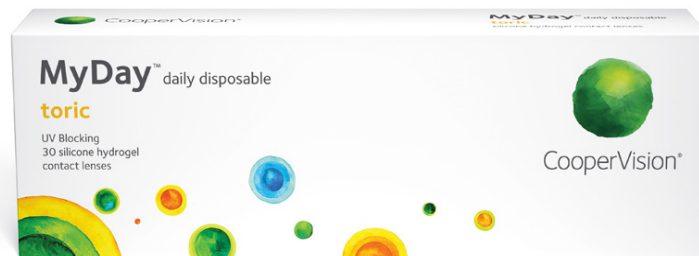 CooperVision®
MyDay™ daily disposable
toric
silicone hydrogel contact lenses
MyDay™ daily disposable
toric
UV Blocking
30 silicone hydrogel
contact lenses
CooperVision®